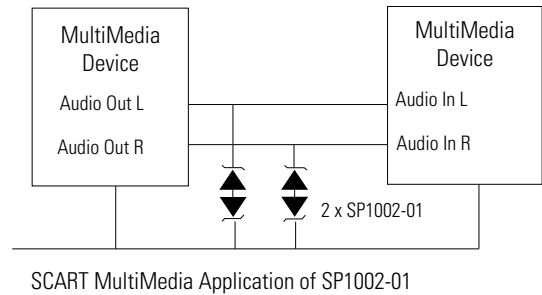 MultiMedia
Device
Audio Out L
Audio Out R
MultiMedia
Device
Audio In L
Audio In R
2 x SP1002-01
SCART MultiMedia Application of SP1002-01